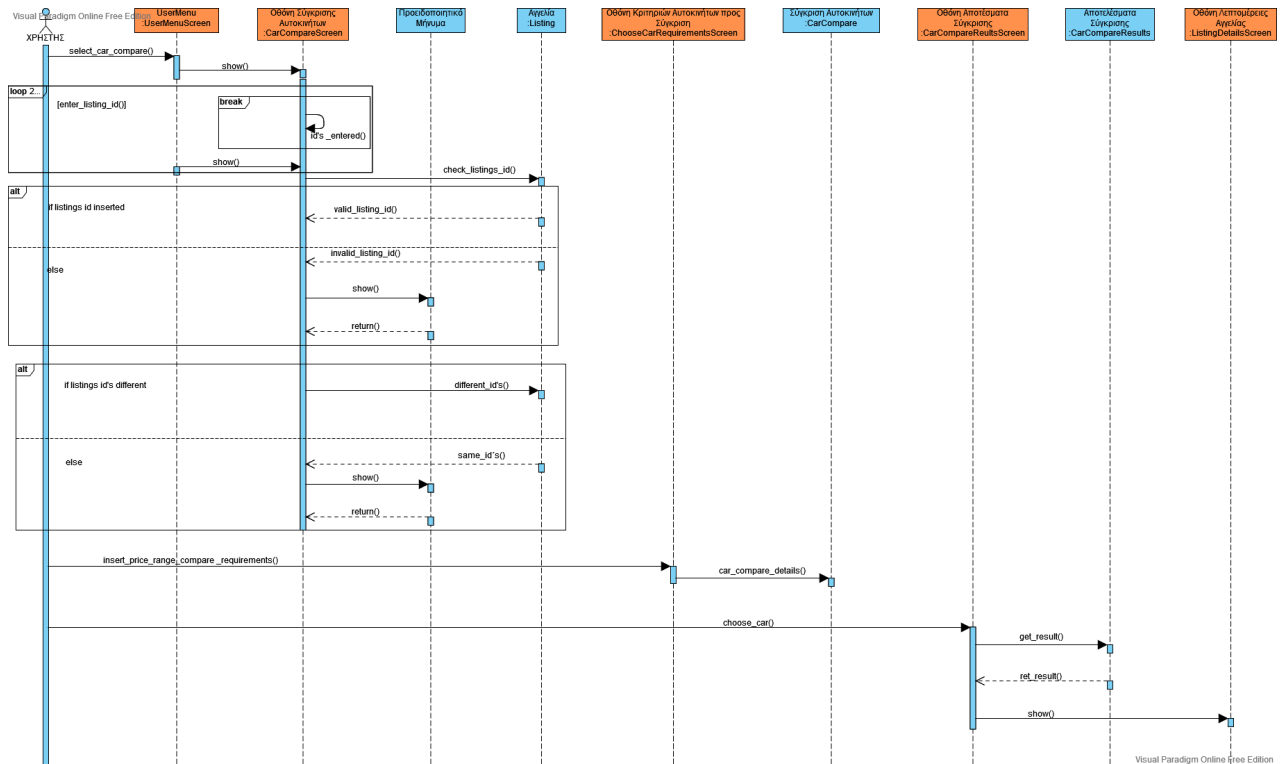 Visual Paradigm Online Free Edition
ΧΡΗΣΤΗΣ
UserMenu
:UserMenuScreen
Οθόνη Σύγκρισης
Αυτοκινήτων
:CarCompareScreen
Προειδοποιητικό
Μήνυμα
Αγγελία
:Listing
Οθόνη Κριτηριών Αυτοκινήτων προς
Σύγκριση
:ChooseCarRequirementsScreen
Σύγκριση Αυτοκινήτων
:CarCompare
Οθόνη Αποτέσματα
Σύγκρισης
:CarCompareReultsScreen
Αποτελέσματα
Σύγκρισης
:CarCompareResults
Οθόνη Λεπτομέρειες
Αγγελίας
:ListingDetailsScreen
select_car_compare()
show()
loop 2...
[enter_listing_id()]
break
id's _entered()
show()
check_listings_id()
alt
if listings id inserted
valid_listing_id()
invalid_listing_id()
else
show()
return()
alt
if listings id's different
different_id's()
same_id´s()
else
show()
return()
insert_price_range_compare _requirements()
car_compare_details()
choose_car()
get_result()
ret_result()
show()
Visual Paradigm Online Free Edition